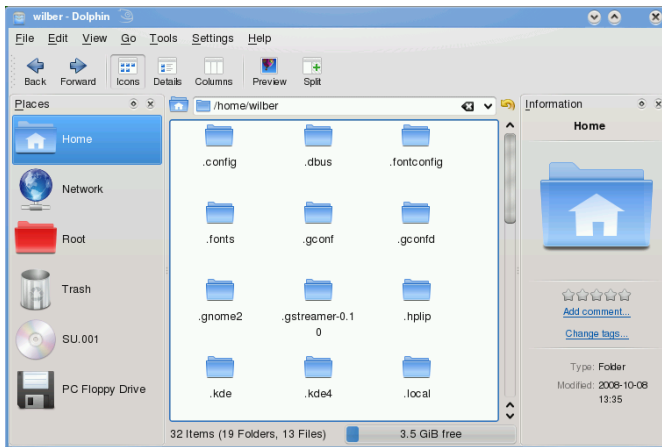 wilber - Dolphin
File Edit View Go Tools Settings Help
Back Forward Icons Details Columns Preview Split
Places
Home
Network
Root
Trash
SU.001
PC Floppy Drive
/home/wilber
.config .dbus .fontconfig
.fonts .gconf .gconfd
.gnome2 .gstreamer-0.1
0 .hplip
.kde .kde4 .local
32 Items (19 Folders, 13 Files) 3.5 GiB free
Information
Home
Add comment...
Change tags...
Type: Folder
Modified: 2008-10-08
13:35